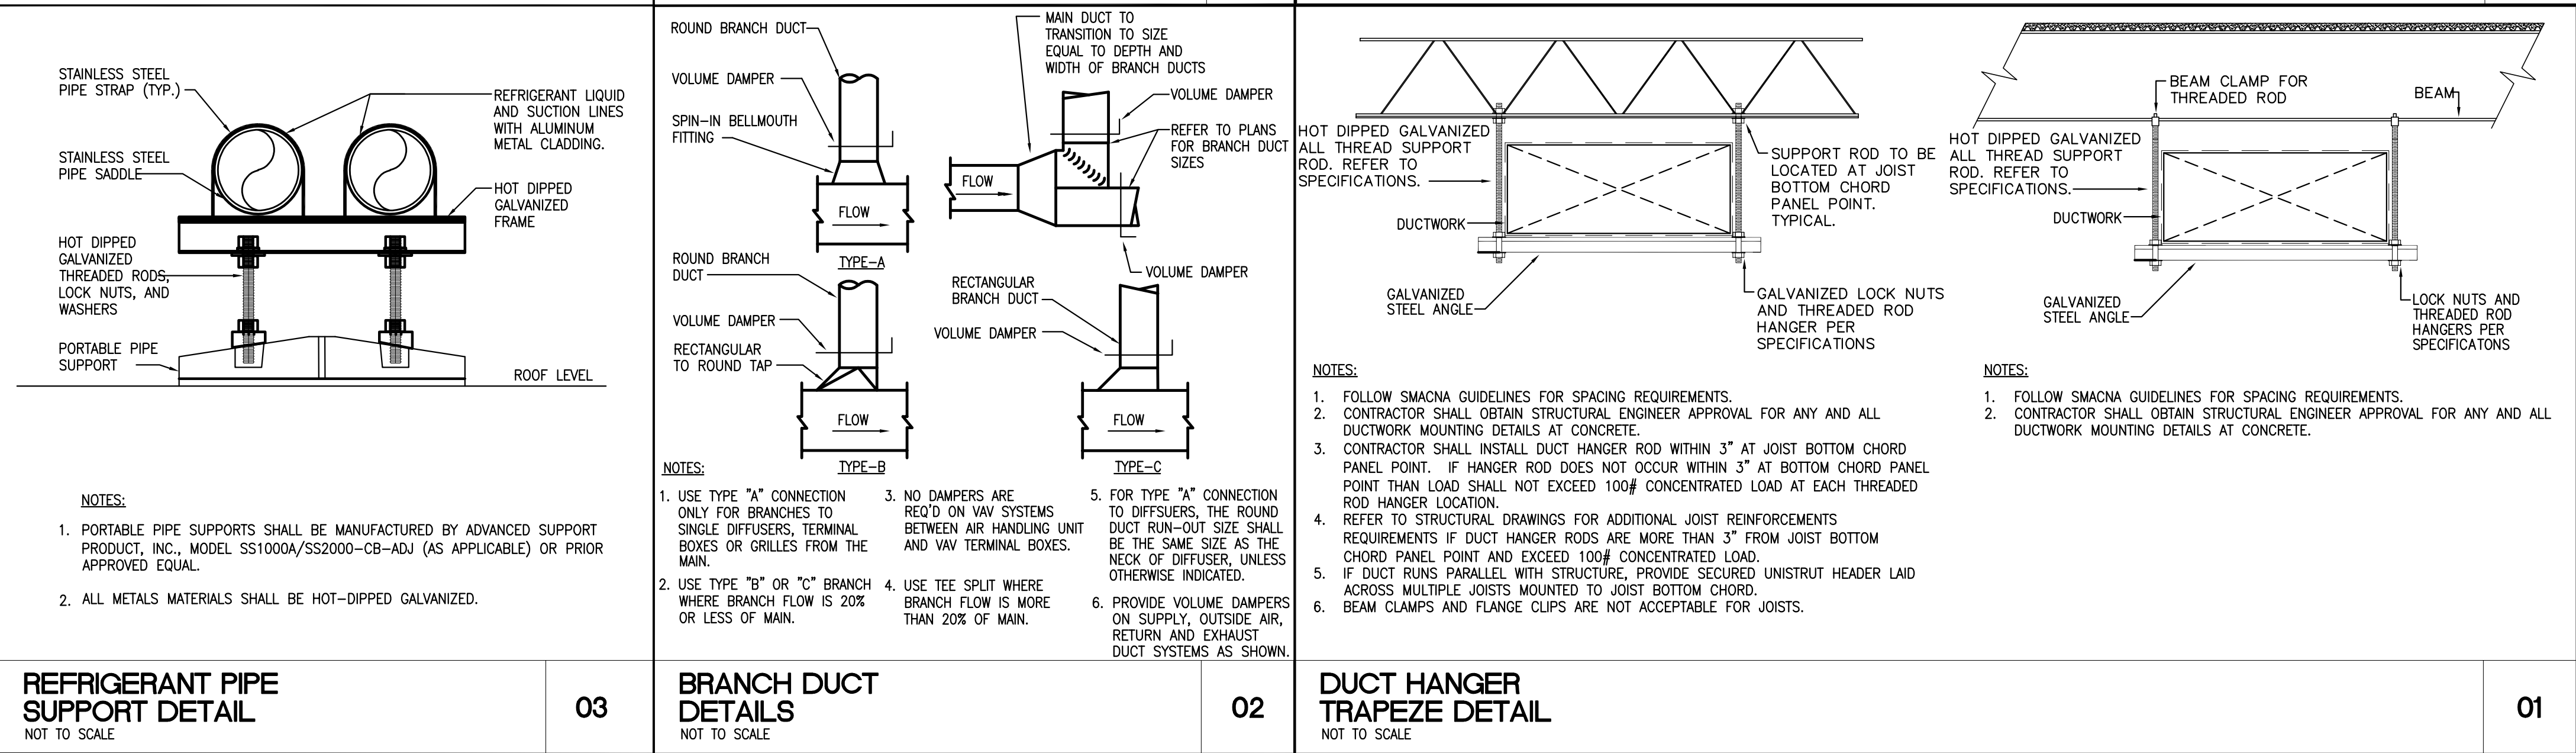 STAINLESS STEEL
PIPE STRAP (TYP.)
STAINLESS STEEL
PIPE SADDLE
HOT DIPPED
GALVANIZED
THREADED RODS,
LOCK NUTS, AND
WASHERS
PORTABLE PIPE
SUPPORT
REFRIGERANT LIQUID
AND SUCTION LINES
WITH ALUMINUM
METAL CLADDING.
HOT DIPPED
GALVANIZED
FRAME
ROOF LEVEL
NOTES:
1. PORTABLE PIPE SUPPORTS SHALL BE MANUFACTURED BY ADVANCED SUPPORT
PRODUCT, INC., MODEL SS1000A/SS2000-CB-ADJ (AS APPLICABLE) OR PRIOR
APPROVED EQUAL.
2. ALL METALS MATERIALS SHALL BE HOT-DIPPED GALVANIZED.
REFRIGERANT PIPE
SUPPORT DETAIL
NOT TO SCALE
03
ROUND BRANCH DUCT
VOLUME DAMPER
SPIN-IN BELLMOUTH
FITTING
FLOW
TYPE-A
MAIN DUCT TO
TRANSITION TO SIZE
EQUAL TO DEPTH AND
WIDTH OF BRANCH DUCTS
VOLUME DAMPER
REFER TO PLANS
FOR BRANCH DUCT
SIZES
FLOW
VOLUME DAMPER
ROUND BRANCH
DUCT
VOLUME DAMPER
RECTANGULAR
TO ROUND TAP
FLOW
TYPE-B
RECTANGULAR
BRANCH DUCT
VOLUME DAMPER
FLOW
TYPE-C
NOTES:
1. USE TYPE "A" CONNECTION
ONLY FOR BRANCHES TO
SINGLE DIFFUSERS, TERMINAL
BOXES OR GRILLES FROM THE
MAIN.
2. USE TYPE "B" OR "C" BRANCH
WHERE BRANCH FLOW IS 20%
OR LESS OF MAIN.
3. NO DAMPERS ARE
REQ'D ON VAV SYSTEMS
BETWEEN AIR HANDLING UNIT
AND VAV TERMINAL BOXES.
4. USE TEE SPLIT WHERE
BRANCH FLOW IS MORE
THAN 20% OF MAIN.
5. FOR TYPE "A" CONNECTION
TO DIFFSUERS, THE ROUND
DUCT RUN-OUT SIZE SHALL
BE THE SAME SIZE AS THE
NECK OF DIFFUSER, UNLESS
OTHERWISE INDICATED.
6. PROVIDE VOLUME DAMPERS
ON SUPPLY, OUTSIDE AIR,
RETURN AND EXHAUST
DUCT SYSTEMS AS SHOWN.
BRANCH DUCT
DETAILS
NOT TO SCALE
02
HOT DIPPED GALVANIZED
ALL THREAD SUPPORT
ROD. REFER TO
SPECIFICATIONS.
DUCTWORK
GALVANIZED
STEEL ANGLE
SUPPORT ROD TO BE
LOCATED AT JOIST
BOTTOM CHORD
PANEL POINT.
TYPICAL.
GALVANIZED LOCK NUTS
AND THREADED ROD
HANGER PER
SPECIFICATIONS
NOTES:
1. FOLLOW SMACNA GUIDELINES FOR SPACING REQUIREMENTS.
2. CONTRACTOR SHALL OBTAIN STRUCTURAL ENGINEER APPROVAL FOR ANY AND ALL
DUCTWORK MOUNTING DETAILS AT CONCRETE.
3. CONTRACTOR SHALL INSTALL DUCT HANGER ROD WITHIN 3" AT JOIST BOTTOM CHORD
PANEL POINT. IF HANGER ROD DOES NOT OCCUR WITHIN 3" AT BOTTOM CHORD PANEL
POINT THAN LOAD SHALL NOT EXCEED 100# CONCENTRATED LOAD AT EACH THREADED
ROD HANGER LOCATION.
4. REFER TO STRUCTURAL DRAWINGS FOR ADDITIONAL JOIST REINFORCEMENTS
REQUIREMENTS IF DUCT HANGER RODS ARE MORE THAN 3" FROM JOIST BOTTOM
CHORD PANEL POINT AND EXCEED 100# CONCENTRATED LOAD.
5. IF DUCT RUNS PARALLEL WITH STRUCTURE, PROVIDE SECURED UNISTRUT HEADER LAID
ACROSS MULTIPLE JOISTS MOUNTED TO JOIST BOTTOM CHORD.
6. BEAM CLAMPS AND FLANGE CLIPS ARE NOT ACCEPTABLE FOR JOISTS.
BEAM CLAMP FOR
THREADED ROD
BEAM
HOT DIPPED GALVANIZED
ALL THREAD SUPPORT
ROD. REFER TO
SPECIFICATIONS.
DUCTWORK
GALVANIZED
STEEL ANGLE
LOCK NUTS AND
THREADED ROD
HANGERS PER
SPECIFICATONS
NOTES:
1. FOLLOW SMACNA GUIDELINES FOR SPACING REQUIREMENTS.
2. CONTRACTOR SHALL OBTAIN STRUCTURAL ENGINEER APPROVAL FOR ANY AND ALL
DUCTWORK MOUNTING DETAILS AT CONCRETE.
DUCT HANGER
TRAPEZE DETAIL
NOT TO SCALE
01